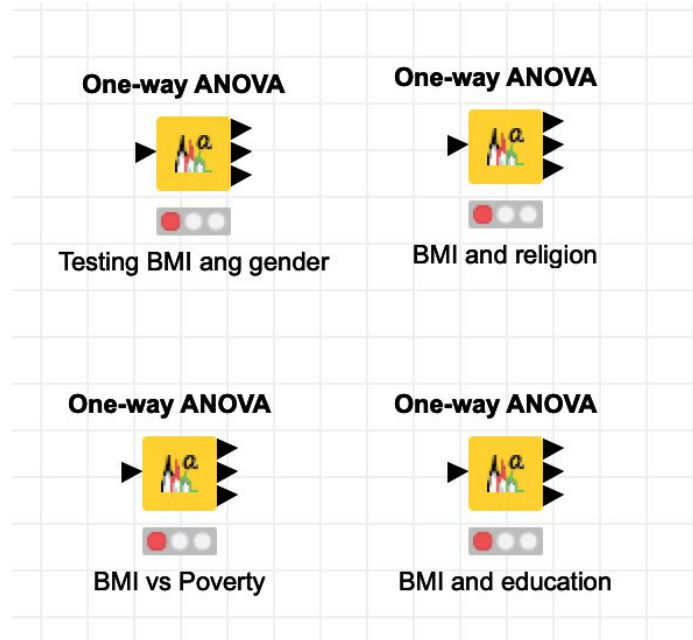 One-way ANOVA
Testing BMI ang gender
One-way ANOVA
BMI and religion
One-way ANOVA
BMI vs Poverty
One-way ANOVA
BMI and education